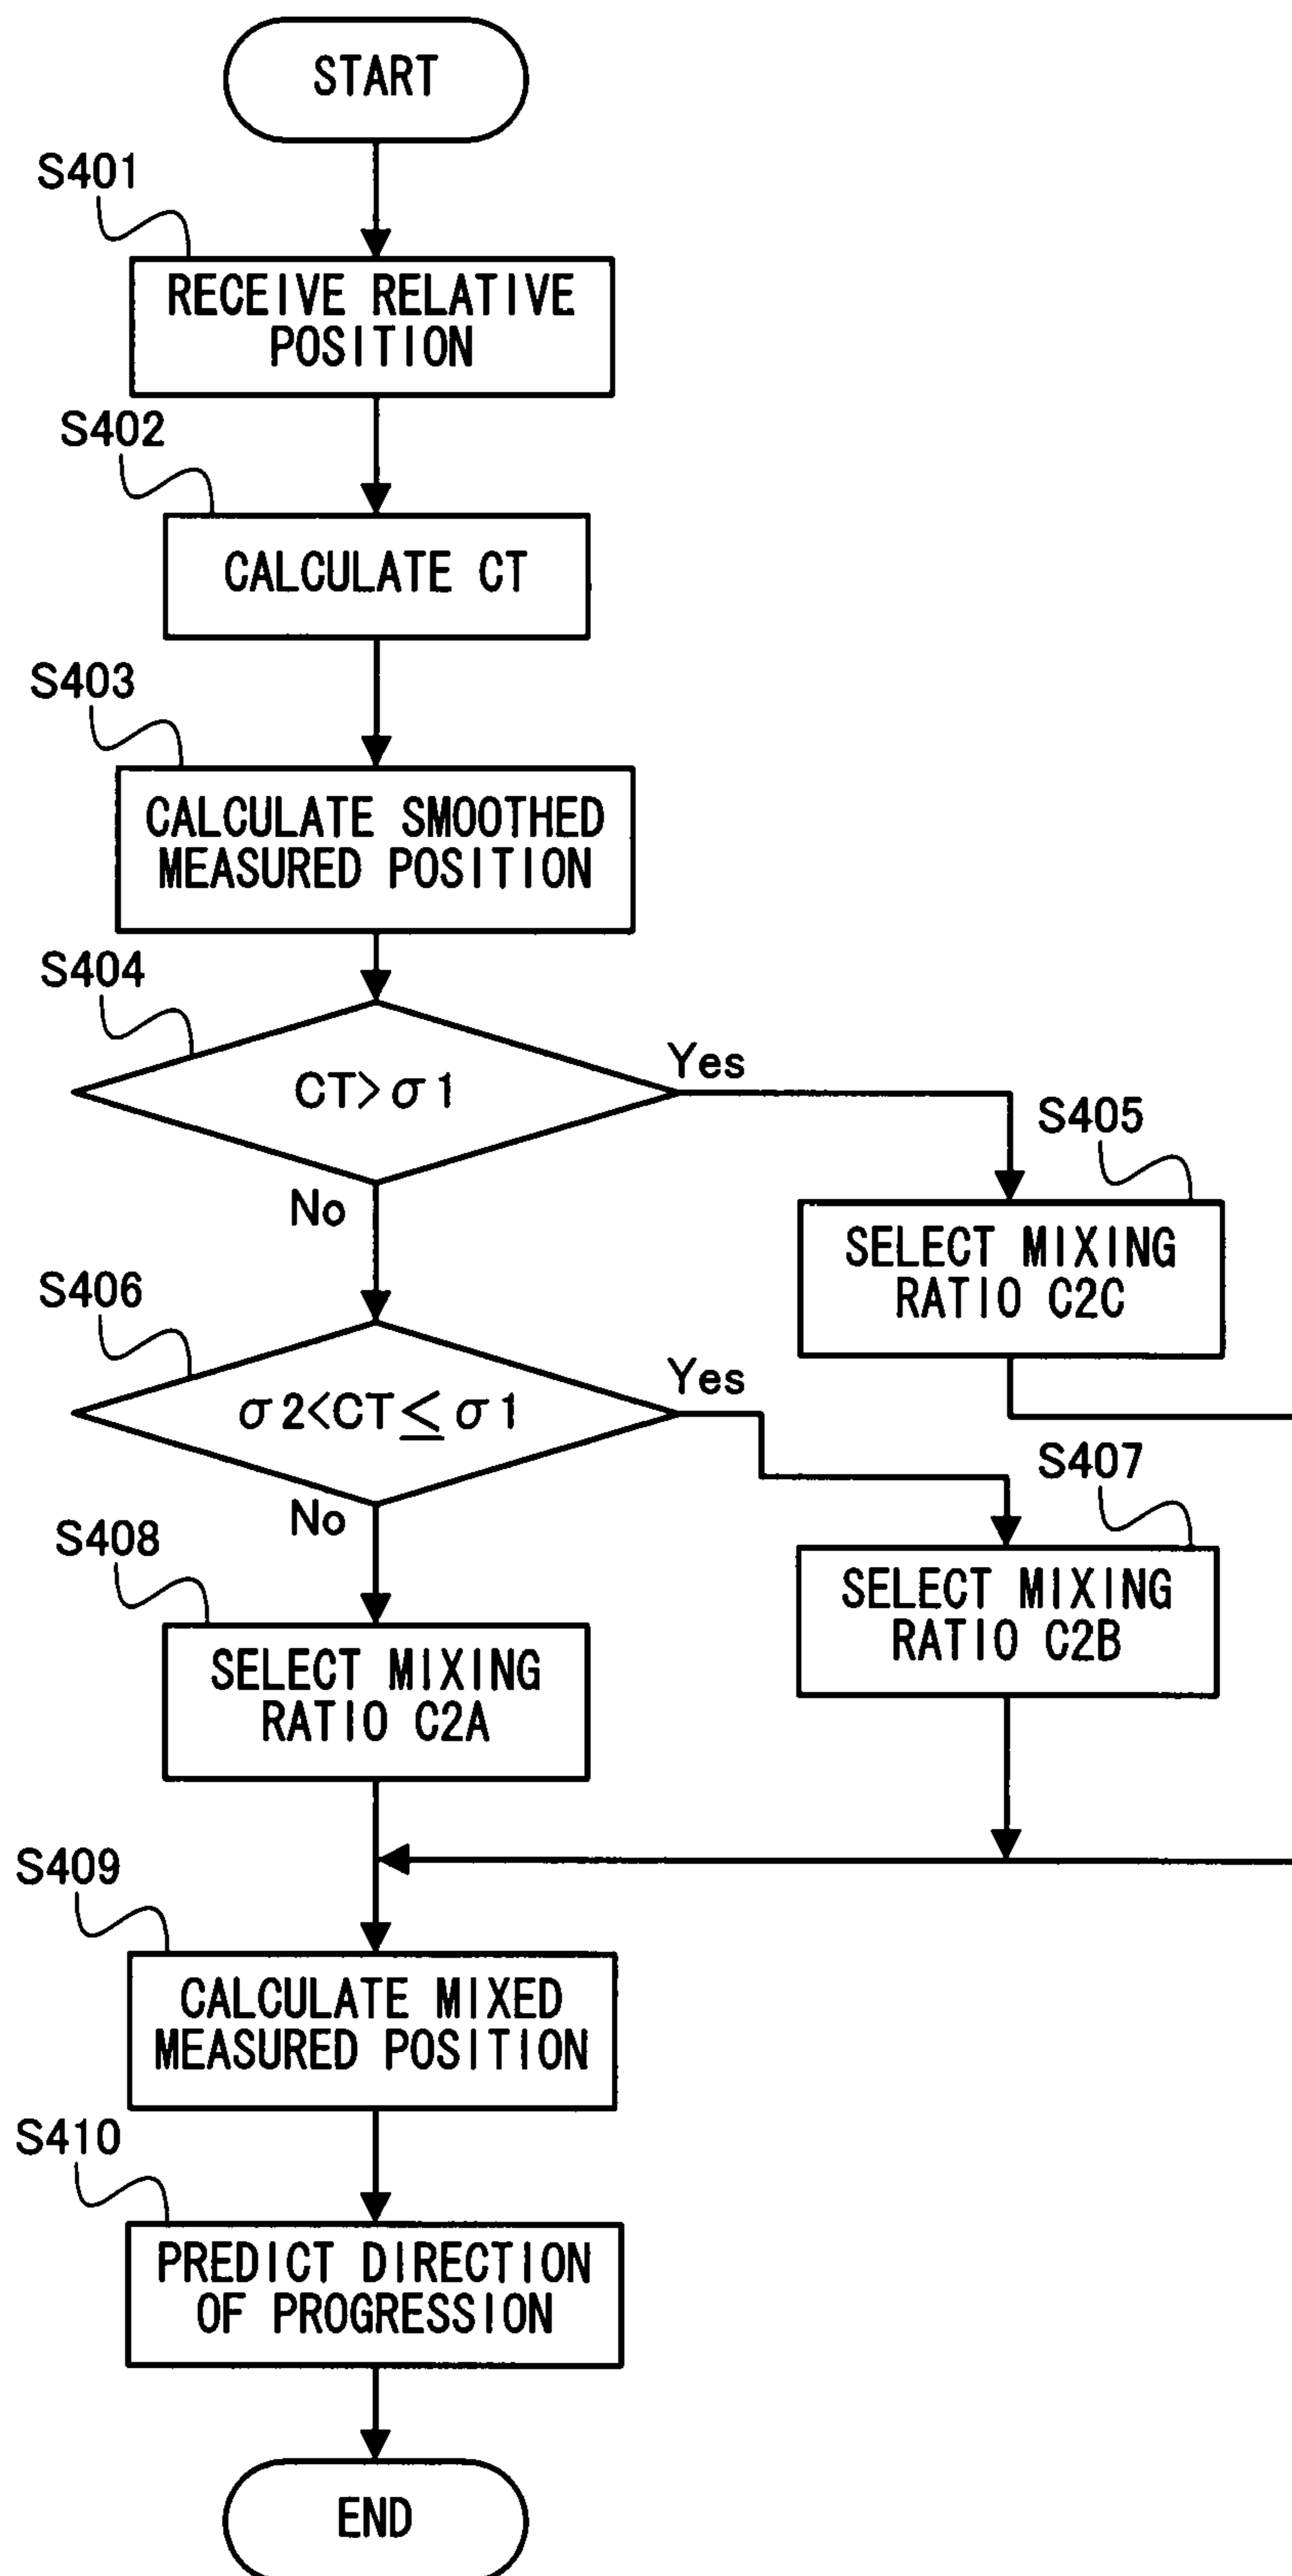 START
S401
RECEIVE RELATIVE
POSITION
S402
CALCULATE CT
S403
CALCULATE SMOOTHED
MEASURED POSITION
S404
CT>σ1
Yes
No
S405
SELECT MIXING
RATIO C2C
S406
σ2<CT≤σ1
Yes
No
S407
SELECT MIXING
RATIO C2B
S408
SELECT MIXING
RATIO C2A
S409
CALCULATE MIXED
MEASURED POSITION
S410
PREDICT DIRECTION
OF PROGRESSION
END